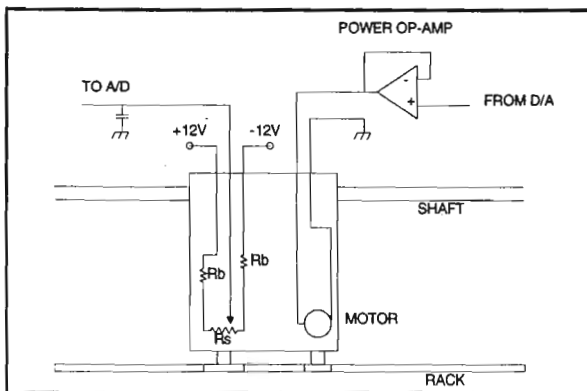 POWER OP-AMP
TO A/D
-
+
FROM D/A
+12V
-12V
SHAFT
Rb
Rb
Rs
MOTOR
RACK